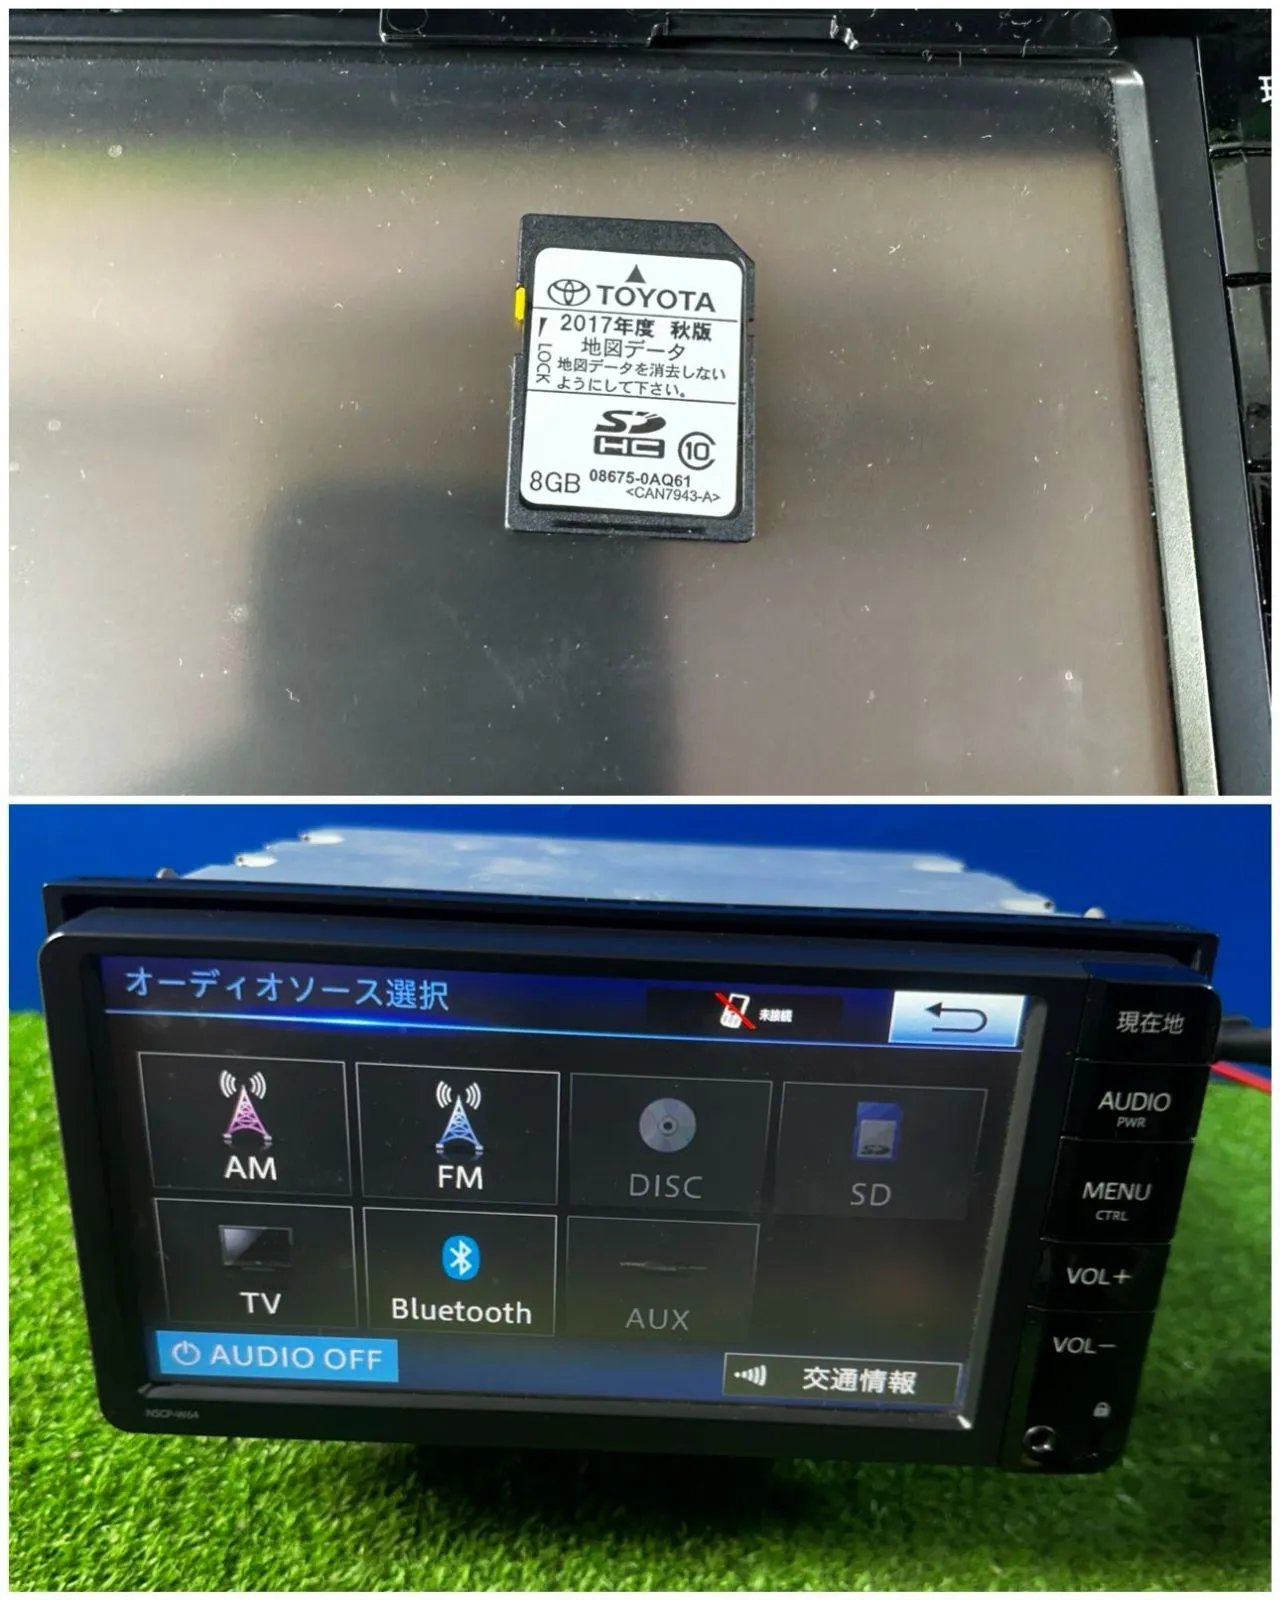 TOYOTA
2017年度 秋版
地図データ
LOCK
地図データを消去しない
ようにして下さい。
SD
HC
10
8GB
08675-0AQ61
<CAN7943-A>
現
オーディオソース選択
未接続
現在地
AUDIO
PWR
MENU
CTRL
VOL+
VOL−
AM
FM
DISC
SD
TV
Bluetooth
AUX
AUDIO OFF
交通情報
NSCP-W64